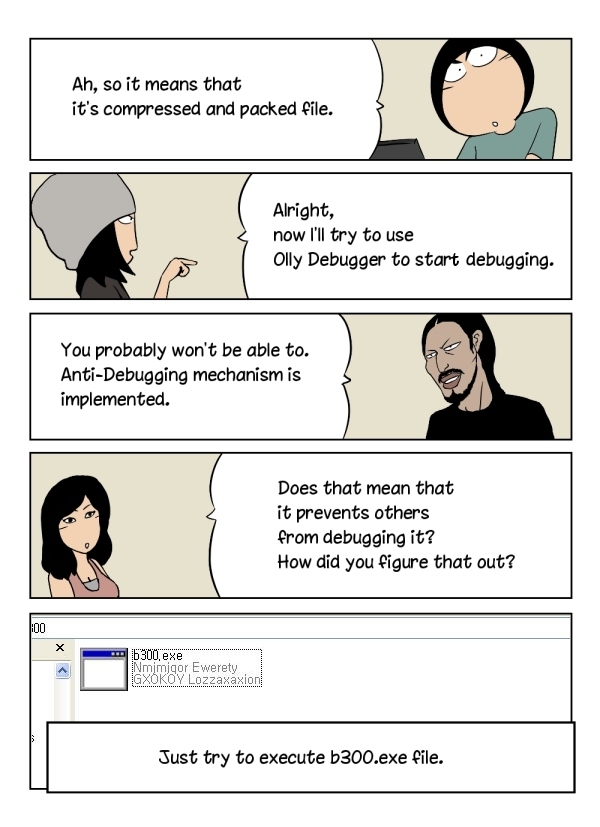 Ah, so it means that
it's compressed and packed file.
Alright,
now I'll try to use
Olly Debugger to start debugging.
You probably won't be able to.
Anti-Debugging mechanism is
implemented.
Does that mean that
it prevents others
from debugging it?
How did you figure that out?
300
b300.exe
Nmjmjgor Ewerety
GXOKOY Lozzaxaxion
s
Just try to execute b300.exe file.